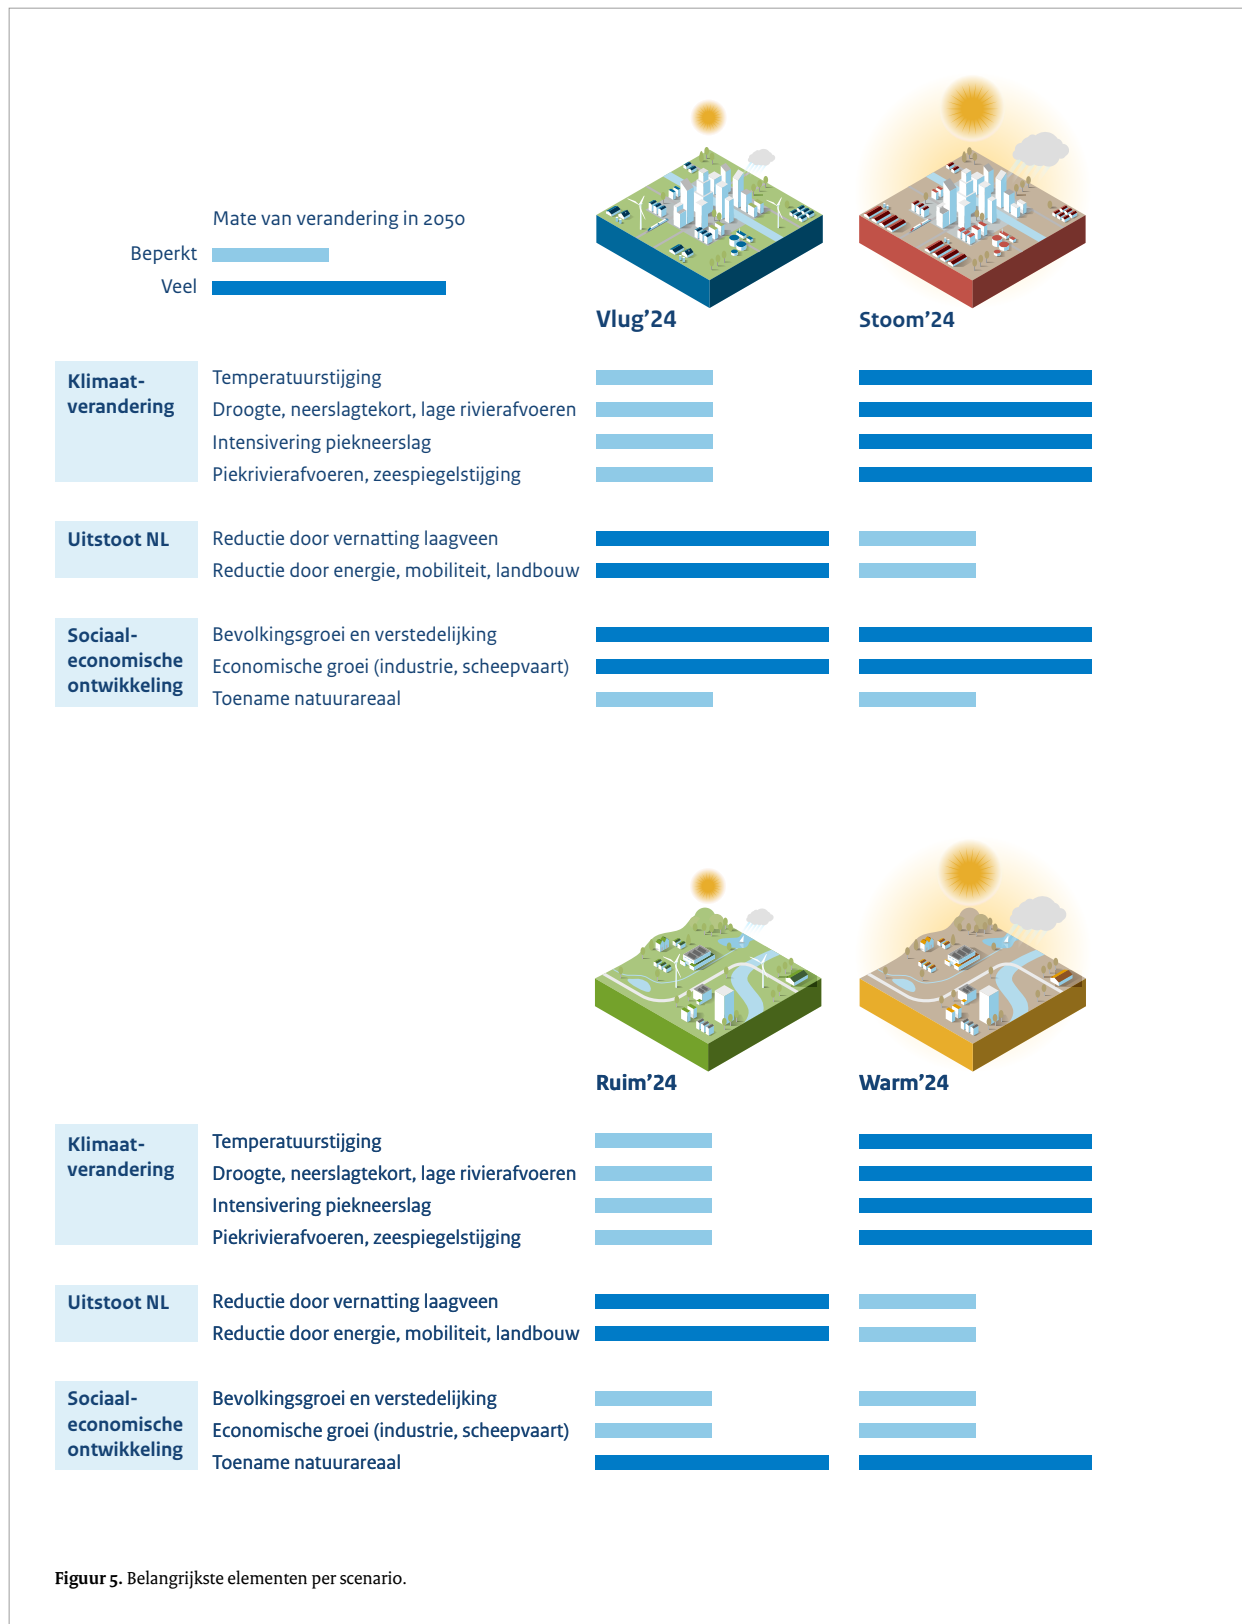 Mate van verandering in 2050
Beperkt
Veel
Vlug’24
Stoom’24
Klimaat-
verandering
Temperatuurstijging
Droogte, neerslagtekort, lage rivierafvoeren
Intensivering piekneerslag
Piekrivierafvoeren, zeespiegelstijging
Uitstoot NL
Reductie door vernatting laagveen
Reductie door energie, mobiliteit, landbouw
Sociaal-
economische
ontwikkeling
Bevolkingsgroei en verstedelijking
Economische groei (industrie, scheepvaart)
Toename natuurareaal
Ruim’24
Warm’24
Klimaat-
verandering
Temperatuurstijging
Droogte, neerslagtekort, lage rivierafvoeren
Intensivering piekneerslag
Piekrivierafvoeren, zeespiegelstijging
Uitstoot NL
Reductie door vernatting laagveen
Reductie door energie, mobiliteit, landbouw
Sociaal-
economische
ontwikkeling
Bevolkingsgroei en verstedelijking
Economische groei (industrie, scheepvaart)
Toename natuurareaal
Figuur 5. Belangrijkste elementen per scenario.